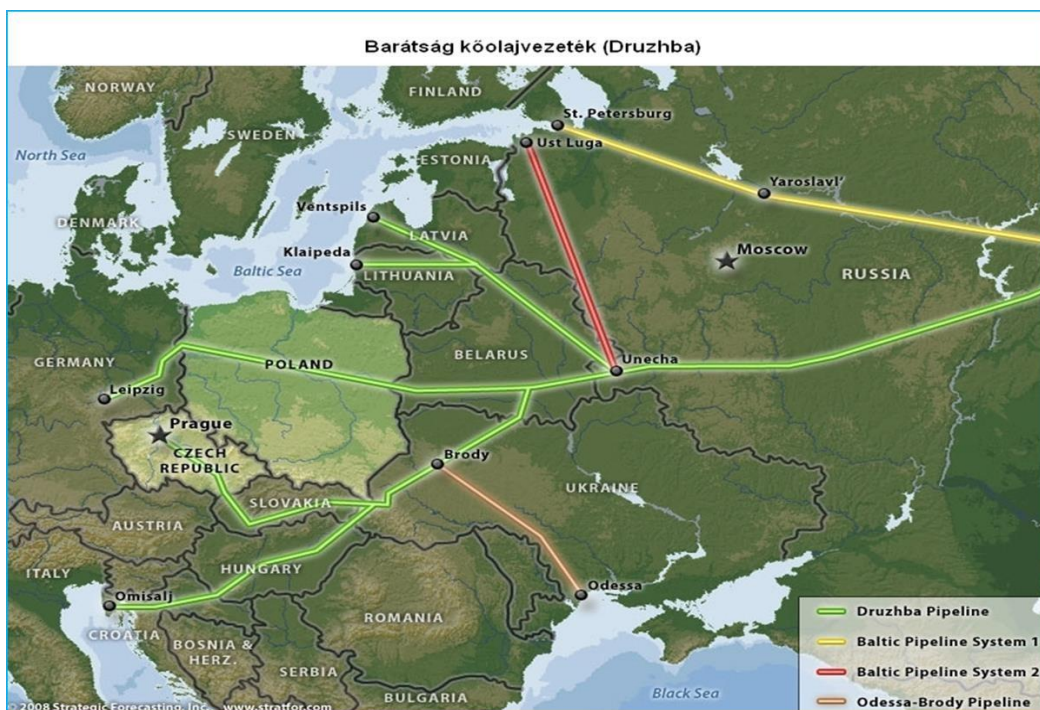 Barátság kőolajvezeték (Druzhba)
NORWAY
FINLAND
St. Petersburg
SWEDEN
Ust Luga
North Sea
ESTONIA
Yaroslavl'
Ventspils
DENMARK
LATVIA
Moscow
Klaipeda
Baltic Sea
LITHUANIA
RUSSIA
GERMANY
POLAND
BELARUS
Unecha
Leipzig
Prague
CZECH
REPUBLIC
Brody
SLOVAKIA
UKRAINE
AUSTRIA
HUNGARY
ITALY
Omisalj
Odessa
ROMANIA
CROATIA
BOSNIA &
HERZ.
SERBIA
BULGARIA
Black Sea
Druzhba Pipeline
Baltic Pipeline System 1
Baltic Pipeline System 2
Odessa-Brody Pipeline
© 2008 Strategic Forecasting, Inc. www.stratfor.com